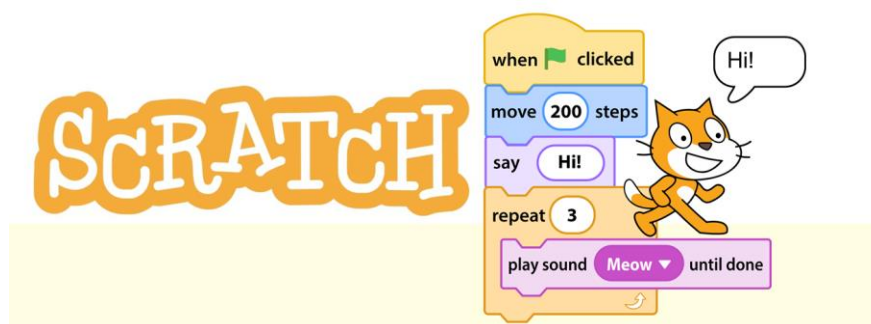 SCRATCH
when clicked
move 200 steps
say Hi!
repeat 3
play sound Meow until done
Hi!